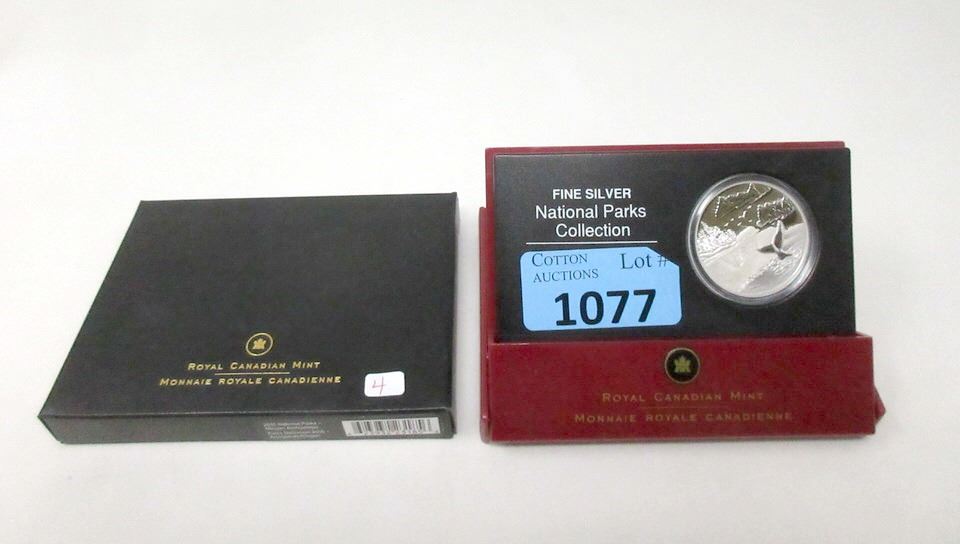 ROYAL CANADIAN MINT
MONNAIE ROYALE CANADIENNE
4
FINE SILVER
National Parks
Collection
COTTON
AUCTIONS
Lot #
1077
ROYAL CANADIAN MINT
MONNAIE ROYALE CANADIENNE